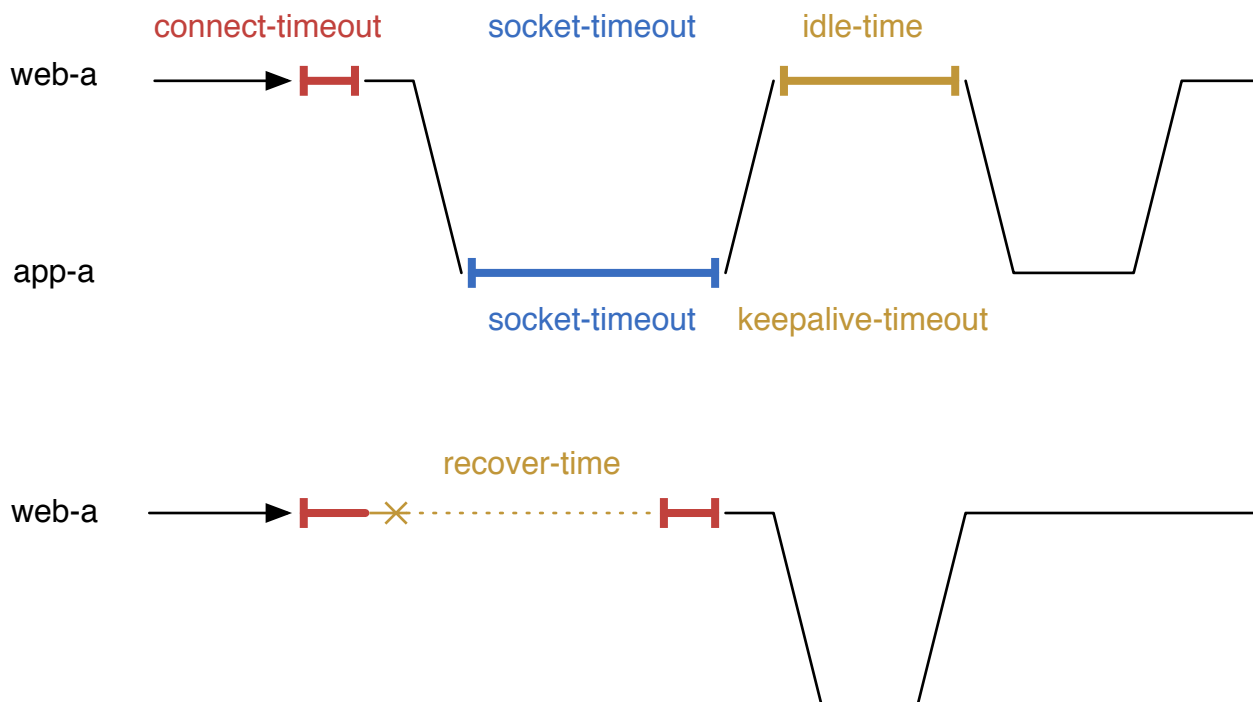 connect-timeout socket-timeout idle-time
web-a
app-a
socket-timeout keepalive-timeout
recover-time
web-a